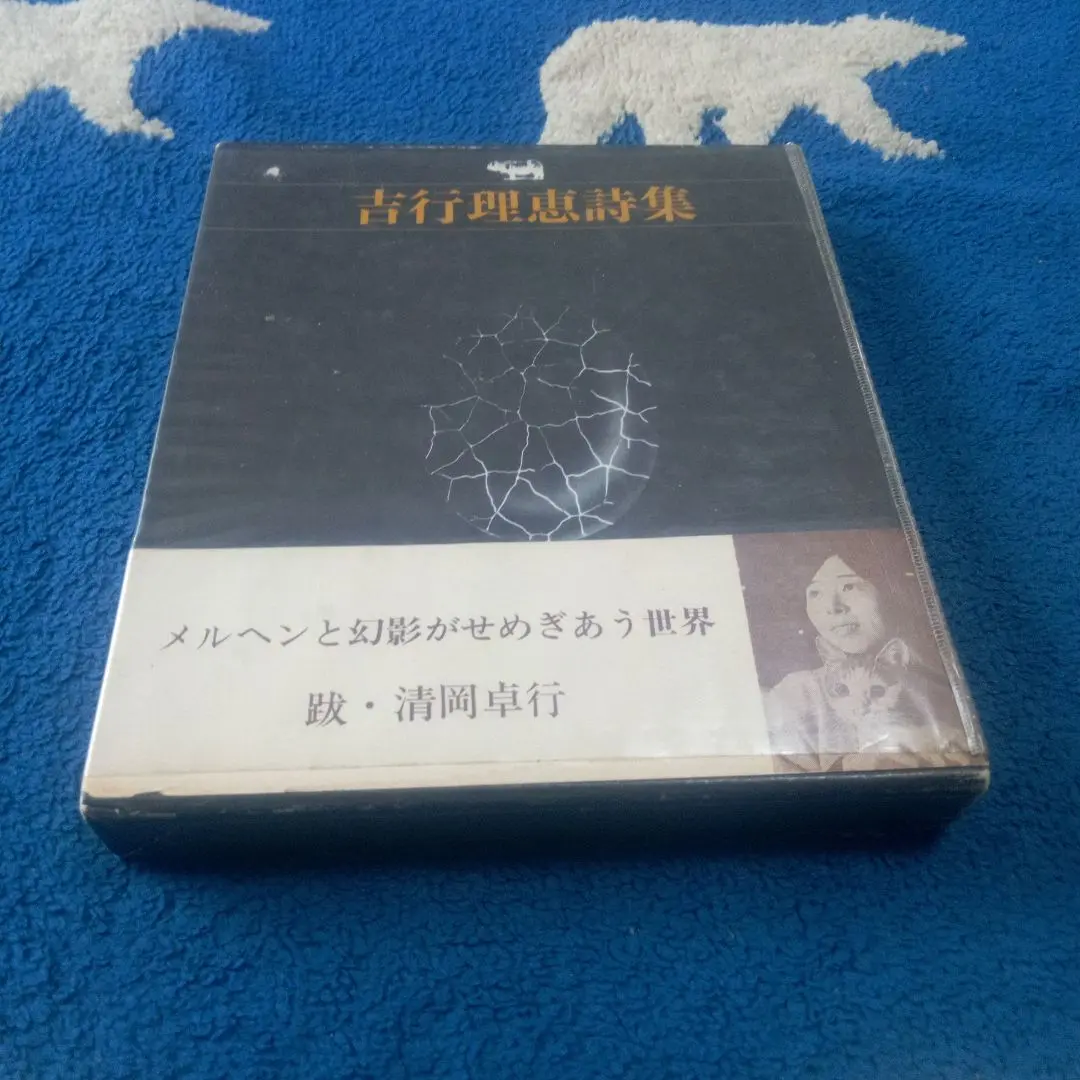 吉行理恵詩集
メルヘンと幻影がせめぎあう世界
跋・清岡卓行